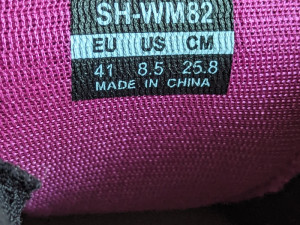 SH-WM82
EU US CM
41 8.5 25.8
MADE IN CHINA